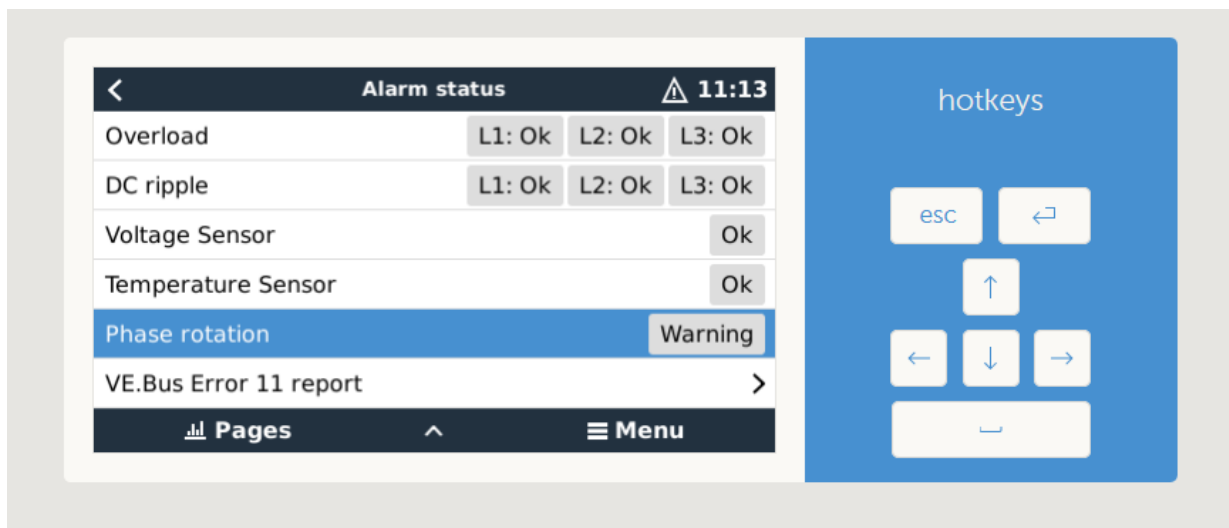 Alarm status 11:13
hotkeys
Overload L1: Ok L2: Ok L3: Ok
DC ripple L1: Ok L2: Ok L3: Ok
esc
Voltage Sensor Ok
Temperature Sensor Ok
Phase rotation Warning
VE.Bus Error 11 report
Pages Menu